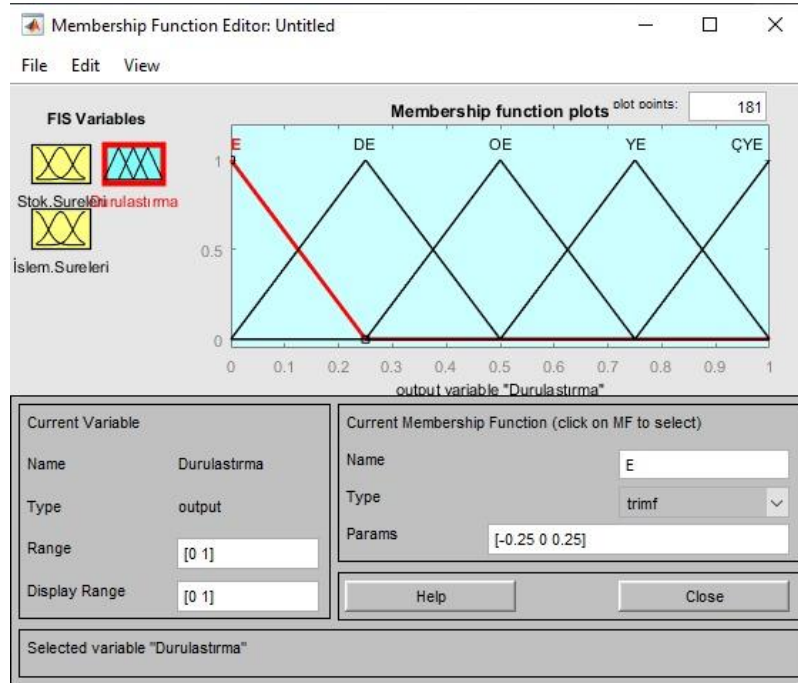 Membership Function Editor: Untitled
File Edit View
FIS Variables
Membership function plots
plot points:
181
E
DE
OE
YE
ÇYE
Stok.Sureleri
Durulastırma
İslem.Sureleri
1
0.5
0
0 0.1 0.2 0.3 0.4 0.5 0.6 0.7 0.8 0.9 1
output variable "Durulastırma"
Current Variable
Name Durulastırma
Type output
Range [0 1]
Display Range [0 1]
Current Membership Function (click on MF to select)
Name E
Type trimf
Params [-0.25 0 0.25]
Help Close
Selected variable "Durulastırma"